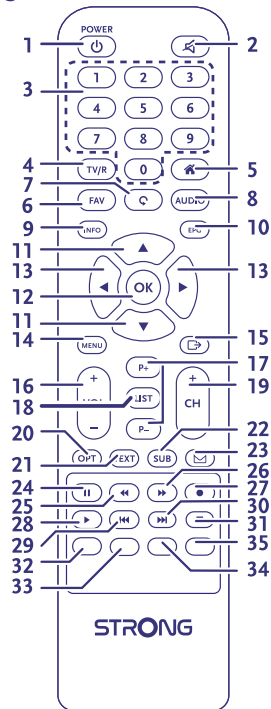 POWER
1 2
1 2 3
3
4 5 6
7 8 9
4 TV/R 0 5
7
6 FAV AUDIO 8
9 INFO EPG 10
11
13 13
12 OK
11
14 MENU 15
P+ 17
16 + + 19
18 LIST CH
P−
− −
20 22
OPT TEXT SUB 23
21 26
24
25 27
28 30
29 − 31
32 35
33 34
STRONG